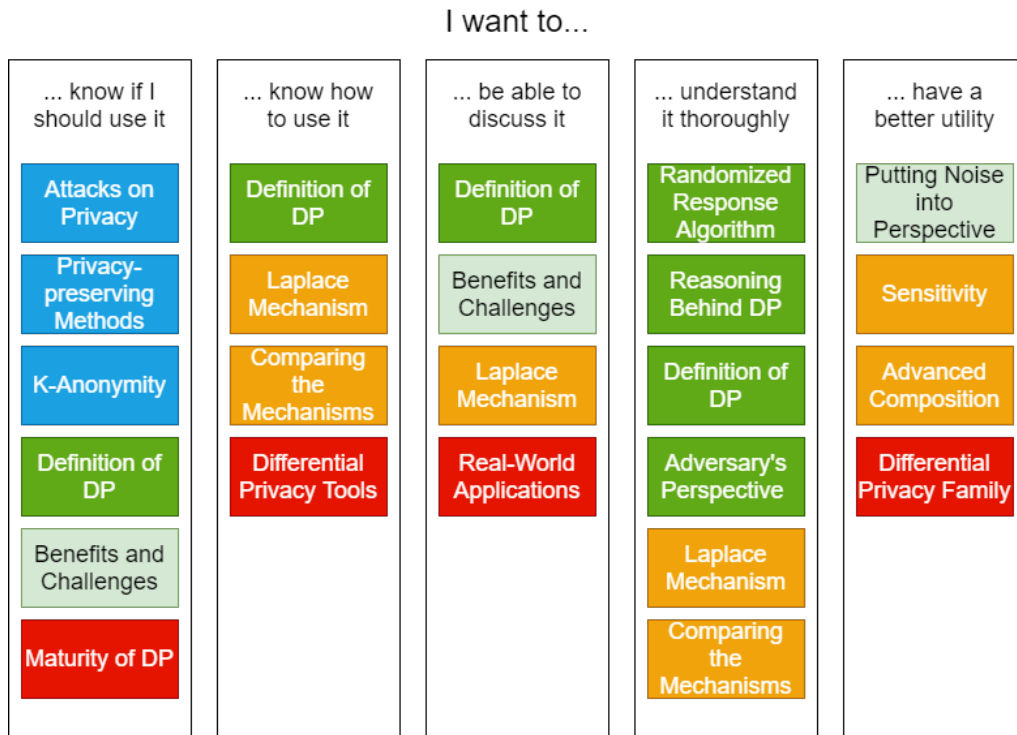 I want to...
... know if I
should use it
Attacks on
Privacy
Privacy-
preserving
Methods
K-Anonymity
Definition of
DP
Benefits and
Challenges
Maturity of DP
... know how
to use it
Definition of
DP
Laplace
Mechanism
Comparing
the
Mechanisms
Differential
Privacy Tools
... be able to
discuss it
Definition of
DP
Benefits and
Challenges
Laplace
Mechanism
Real-World
Applications
... understand
it thoroughly
Randomized
Response
Algorithm
Reasoning
Behind DP
Definition of
DP
Adversary's
Perspective
Laplace
Mechanism
Comparing
the
Mechanisms
... have a
better utility
Putting Noise
into
Perspective
Sensitivity
Advanced
Composition
Differential
Privacy Family